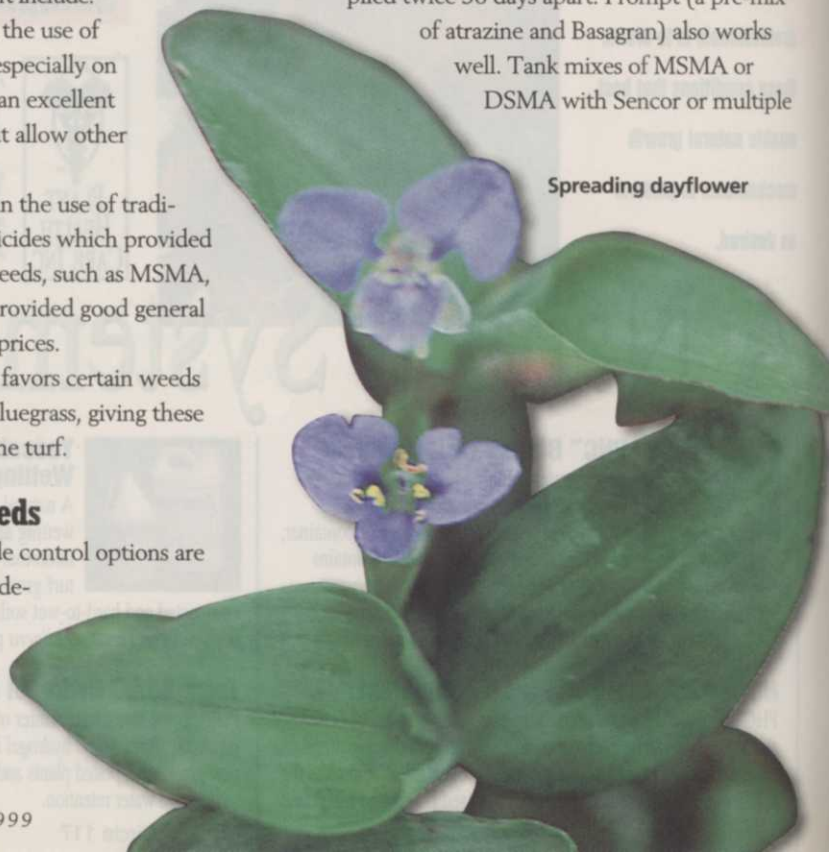 the use of
especially on
an excellent
t allow other
n the use of tradi-
icides which provided
eeds, such as MSMA,
rovided good general
prices.
favors certain weeds
luegrass, giving these
he turf.
eds
le control options are
de-
999
plied twice 30 days apart. Prompt (a pre-mix
of atrazine and Basagran) also works
well. Tank mixes of MSMA or
DSMA with Sencor or multiple
Spreading dayflower